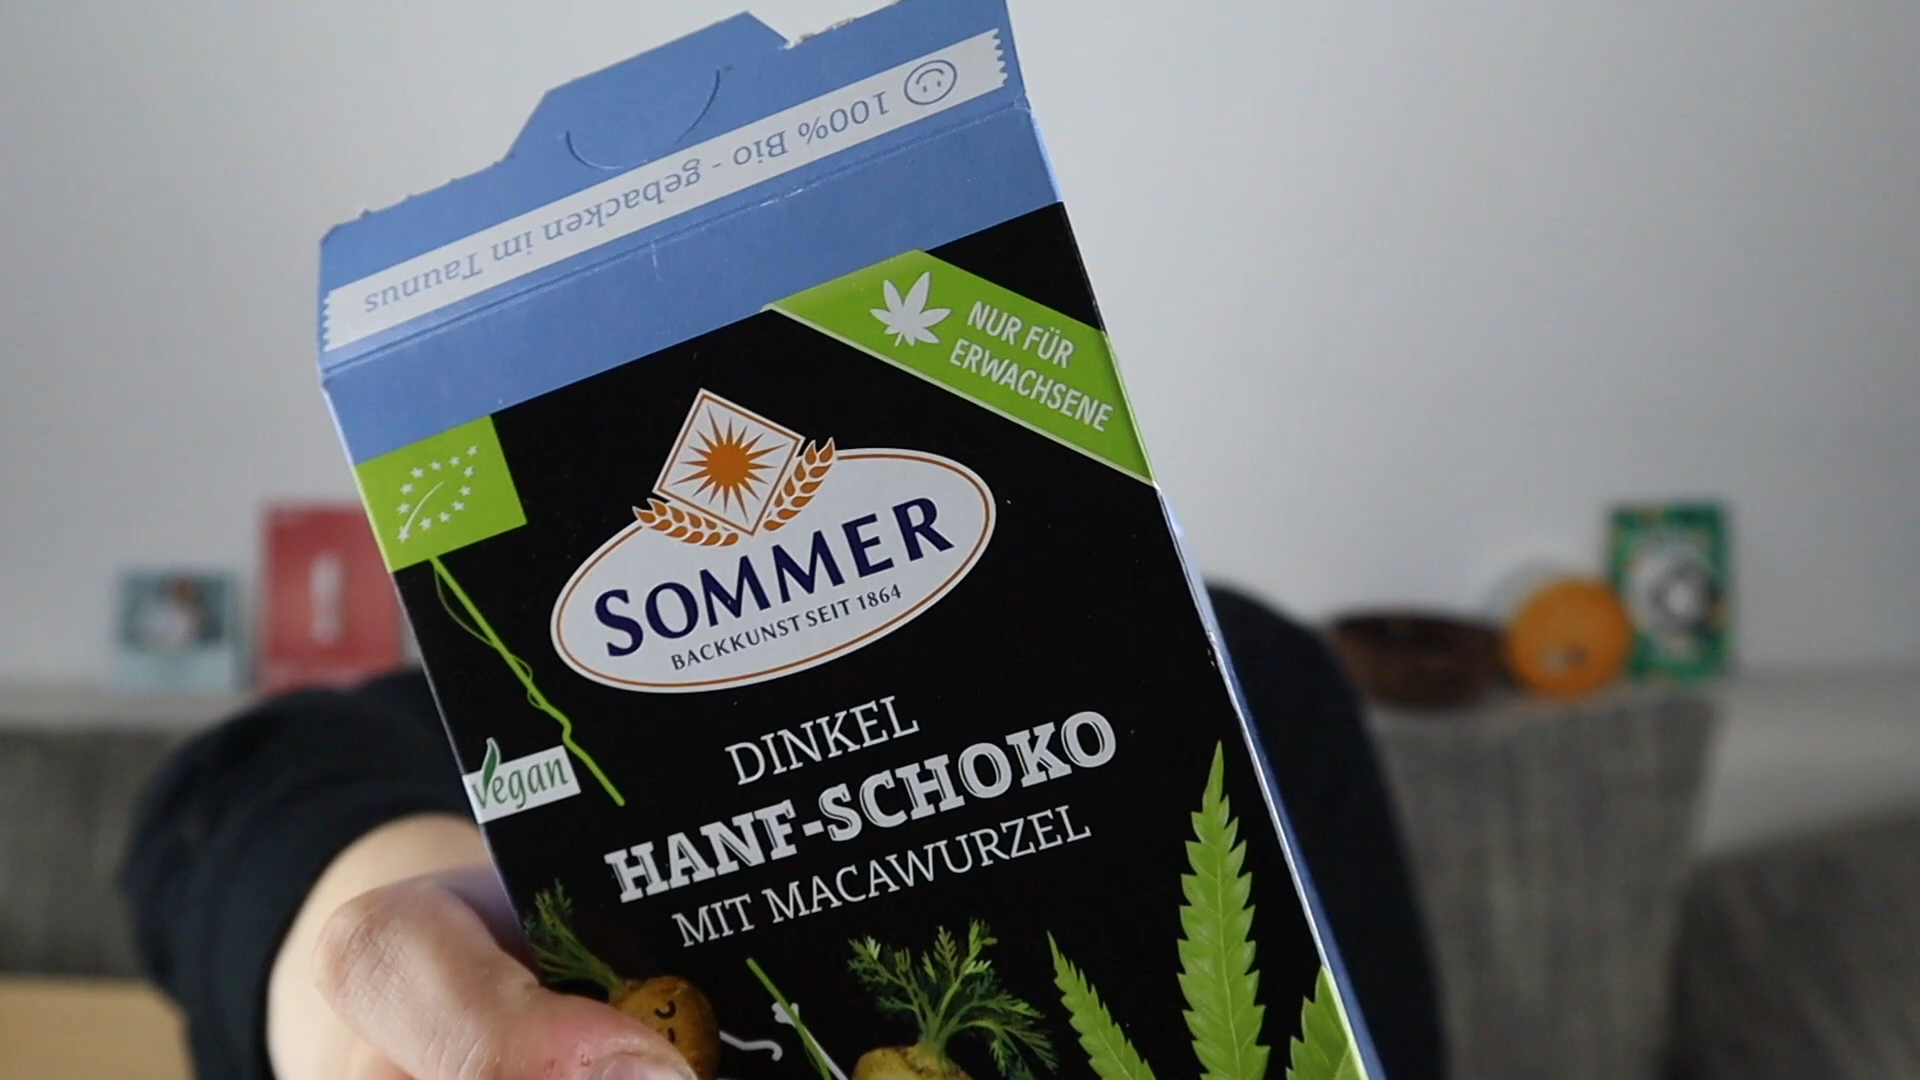 100% Bio - gebacken im Taunus
NUR FÜR
ERWACHSENE
SOMMER
BACKKUNST SEIT 1864
Vegan
DINKEL
HANF-SCHOKO
MIT MACAWURZEL